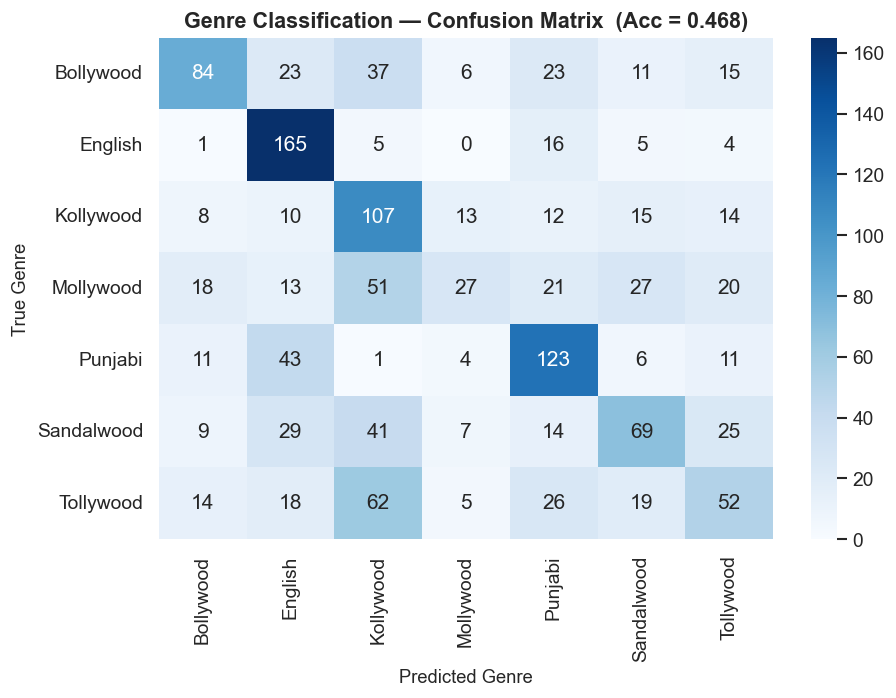 Genre Classification — Confusion Matrix  (Acc = 0.468)
True Genre
Bollywood 84 23 37 6 23 11 15
English 1 165 5 0 16 5 4
Kollywood 8 10 107 13 12 15 14
Mollywood 18 13 51 27 21 27 20
Punjabi 11 43 1 4 123 6 11
Sandalwood 9 29 41 7 14 69 25
Tollywood 14 18 62 5 26 19 52
Bollywood English Kollywood Mollywood Punjabi Sandalwood Tollywood
Predicted Genre
160
140
120
100
80
60
40
20
0